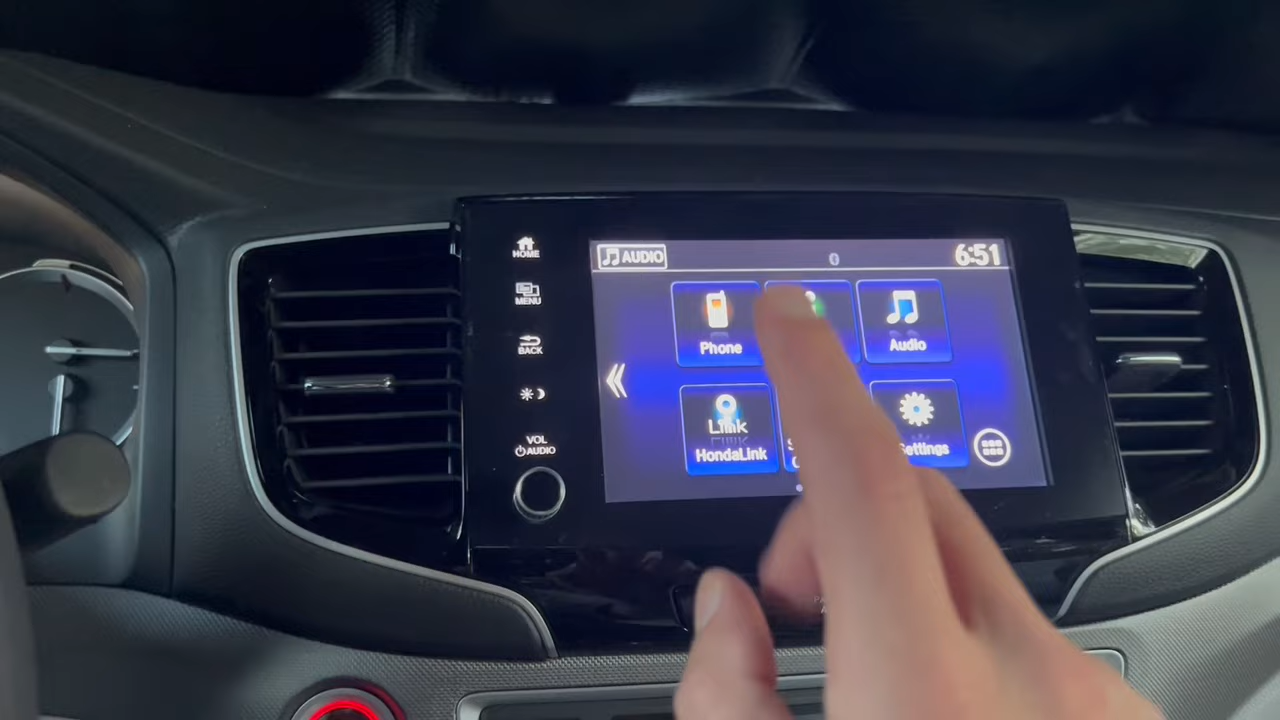 HOME
MENU
BACK
VOL
AUDIO
AUDIO
6:51
Phone
Audio
Link
HondaLink
Settings